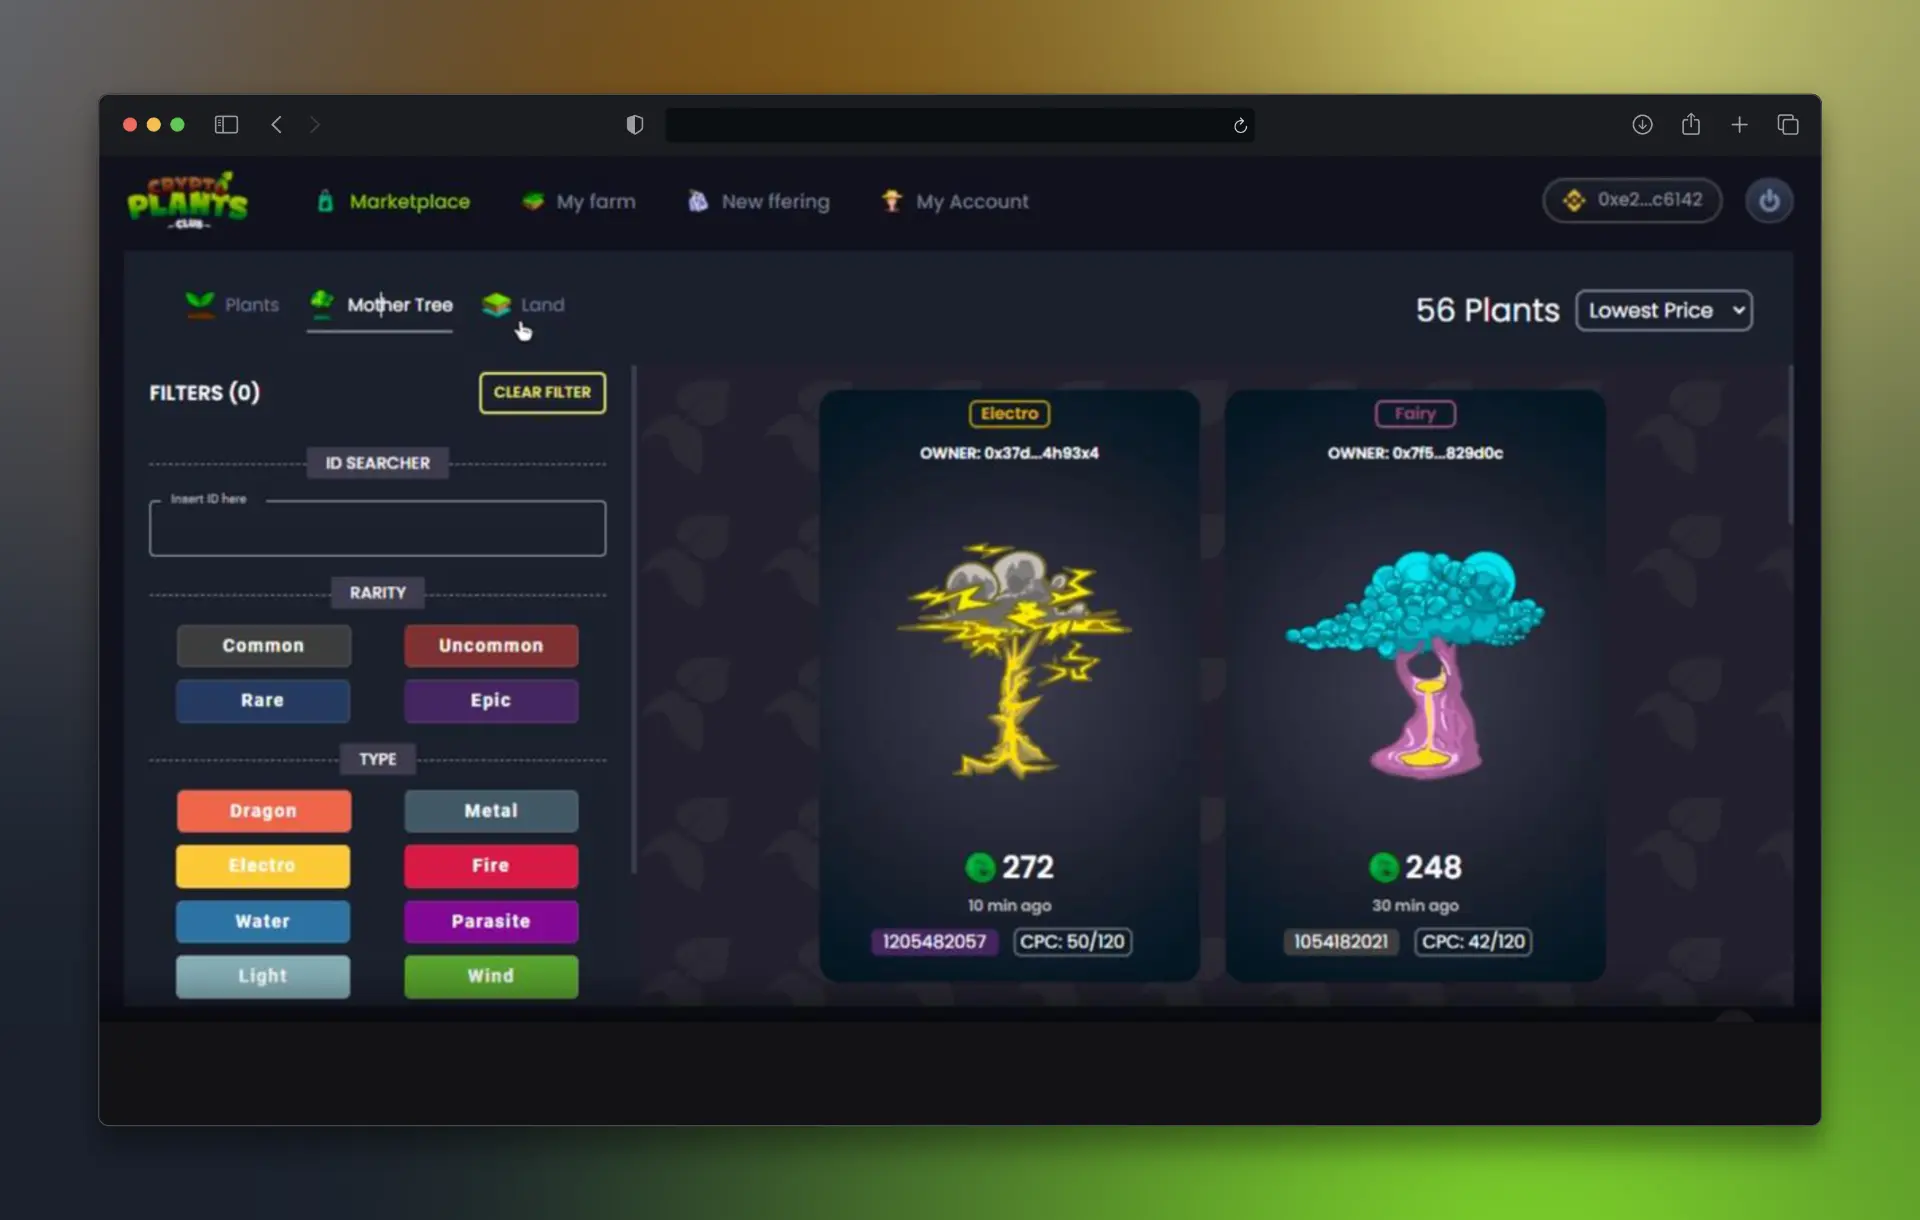 CRYPTO
PLANTS
CLUB
Marketplace
My farm
New ffering
My Account
0xe2...c6142
Plants
Mother Tree
Land
56 Plants
Lowest Price
FILTERS (0)
CLEAR FILTER
ID SEARCHER
Insert ID here
RARITY
Common
Uncommon
Rare
Epic
TYPE
Dragon
Metal
Electro
Fire
Water
Parasite
Light
Wind
Electro
OWNER: 0x37d...4h93x4
272
10 min ago
1205482057
CPC: 50/120
Fairy
OWNER: 0x7f5...829d0c
248
30 min ago
1054182021
CPC: 42/120